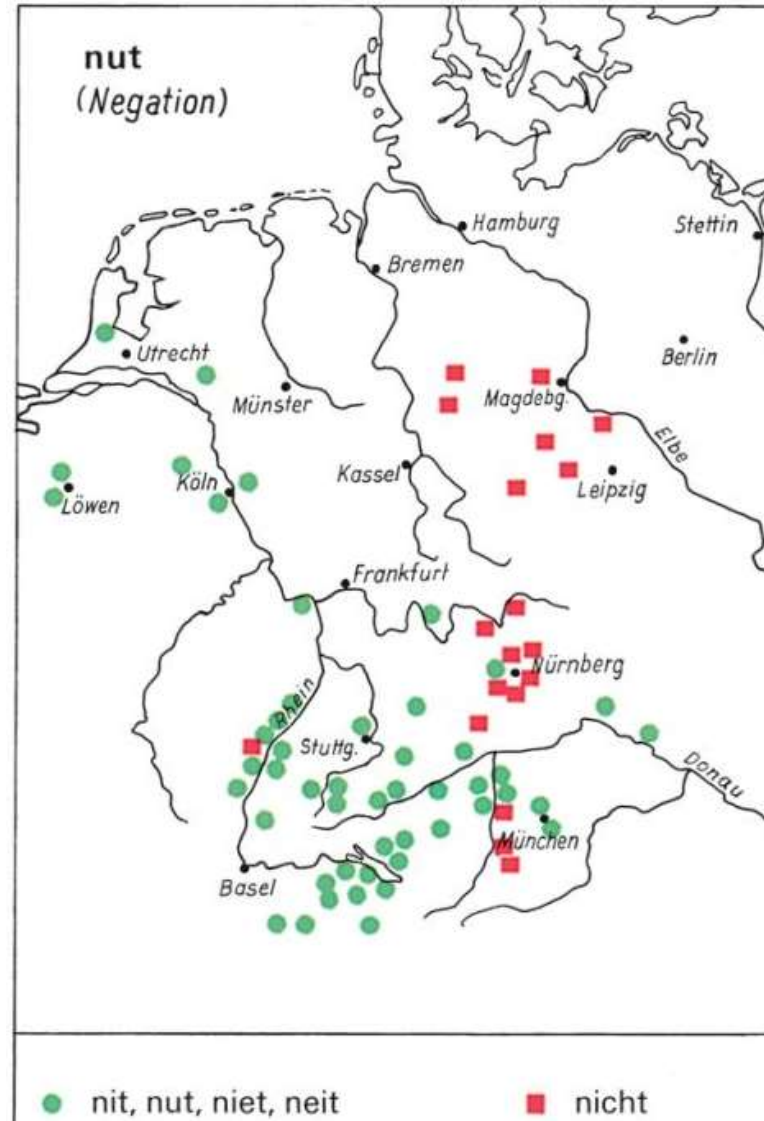 nut
(Negation)
Hamburg
Stettin
Bremen
Berlin
Utrecht
Münster
Magdebg.
Elbe
Kassel
Leipzig
Löwen
Köln
Frankfurt
Nürnberg
Rhein
Stuttg.
Donau
München
Basel
nit, nut, niet, neit
nicht